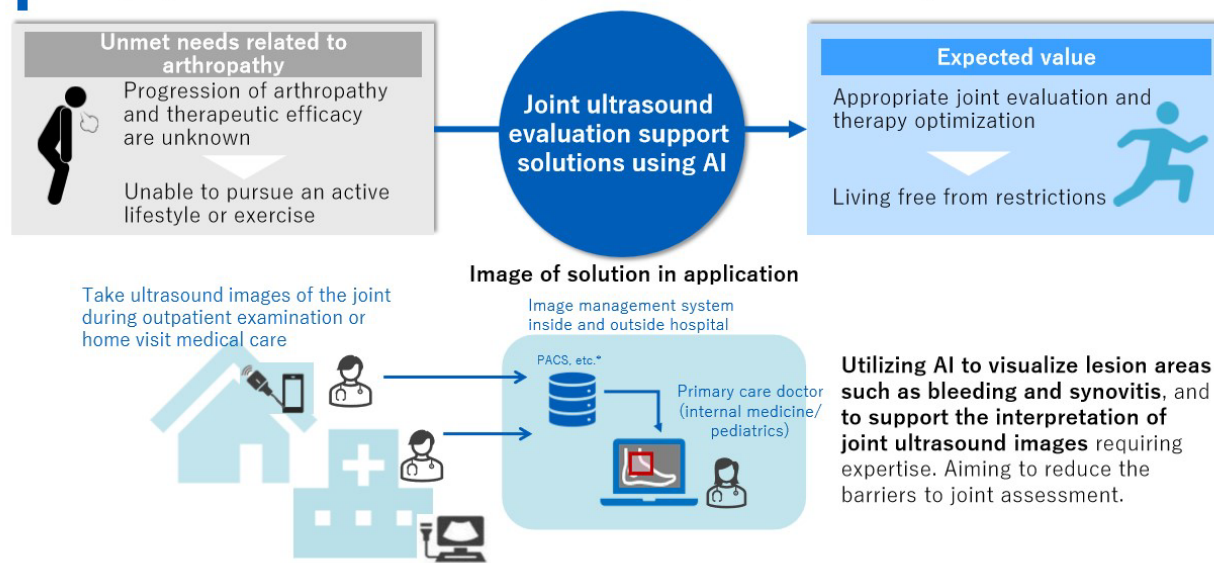 Unmet needs related to
arthropathy
Progression of arthropathy
and therapeutic efficacy
are unknown
Unable to pursue an active
lifestyle or exercise
Joint ultrasound
evaluation support
solutions using AI
Expected value
Appropriate joint evaluation and
therapy optimization
Living free from restrictions
Image of solution in application
Take ultrasound images of the joint
during outpatient examination or
home visit medical care
Image management system
inside and outside hospital
PACS, etc.*
Primary care doctor
(internal medicine/
pediatrics)
Utilizing AI to visualize lesion areas
such as bleeding and synovitis, and
to support the interpretation of
joint ultrasound images requiring
expertise. Aiming to reduce the
barriers to joint assessment.